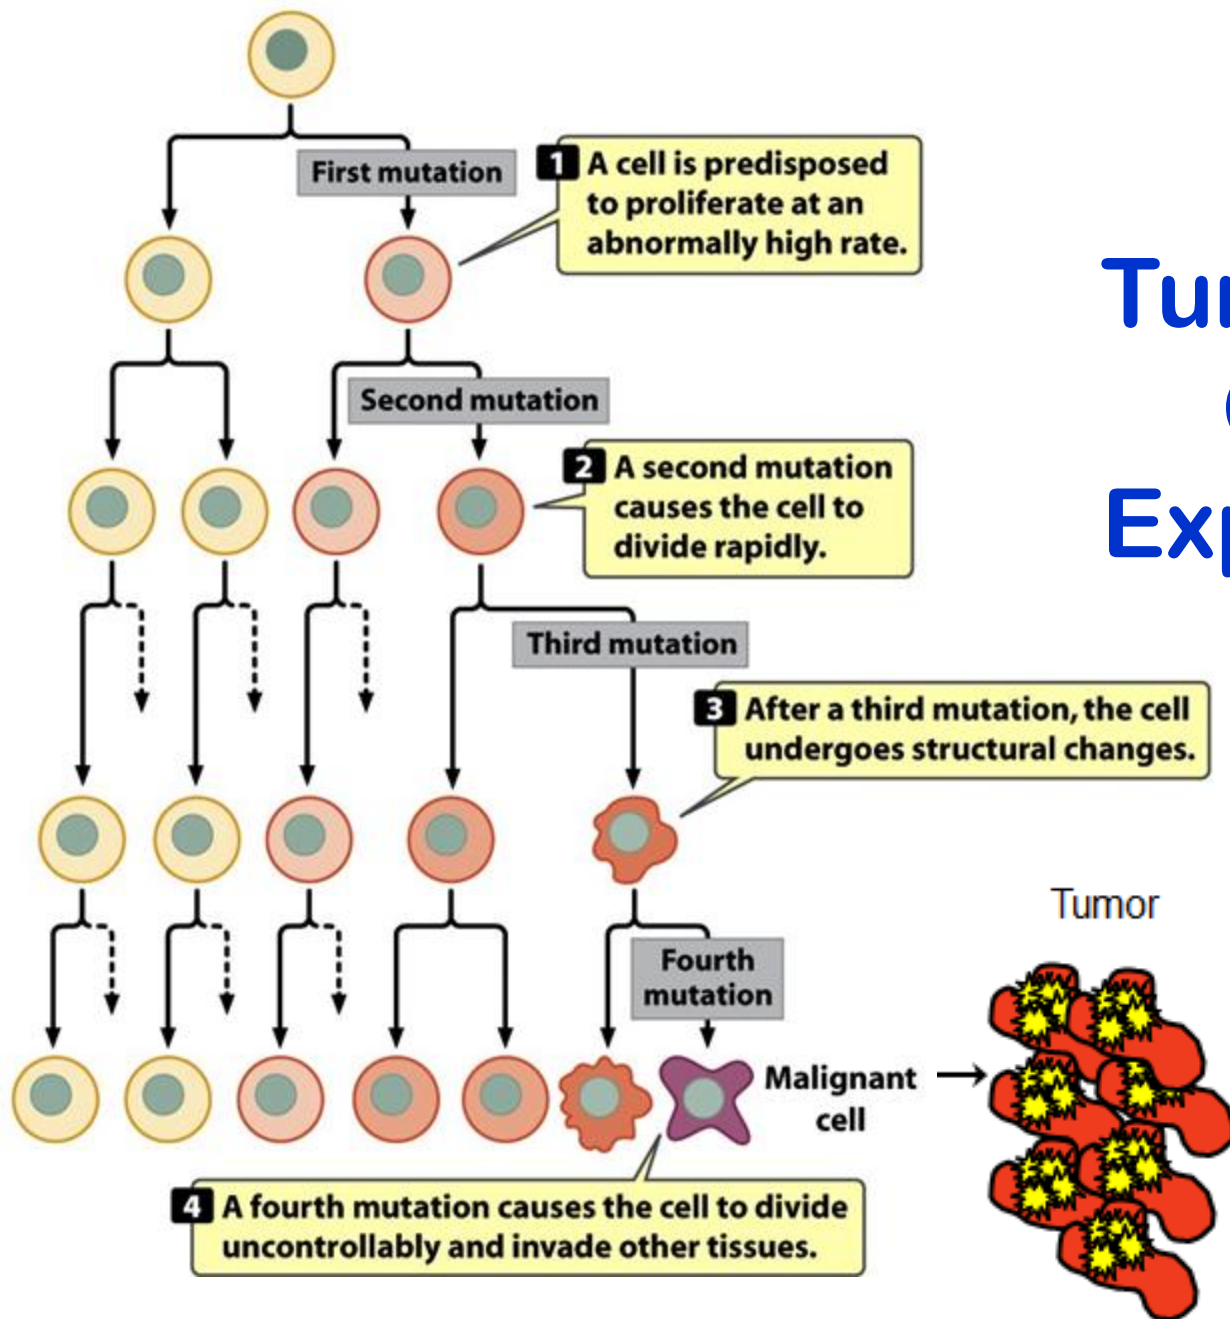 First mutation
1 A cell is predisposed
to proliferate at an
abnormally high rate.
Second mutation
2 A second mutation
causes the cell to
divide rapidly.
Third mutation
3 After a third mutation, the cell
undergoes structural changes.
Tumor
Fourth
mutation
Malignant
cell
4 A fourth mutation causes the cell to divide
uncontrollably and invade other tissues.